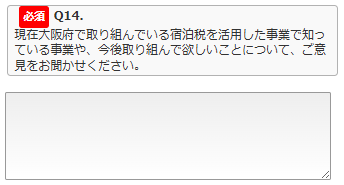 必須 Q14.
現在大阪府で取り組んでいる宿泊税を活用した事業で知っ
ている事業や、今後取り組んで欲しいことについて、ご意
見をお聞かせください。